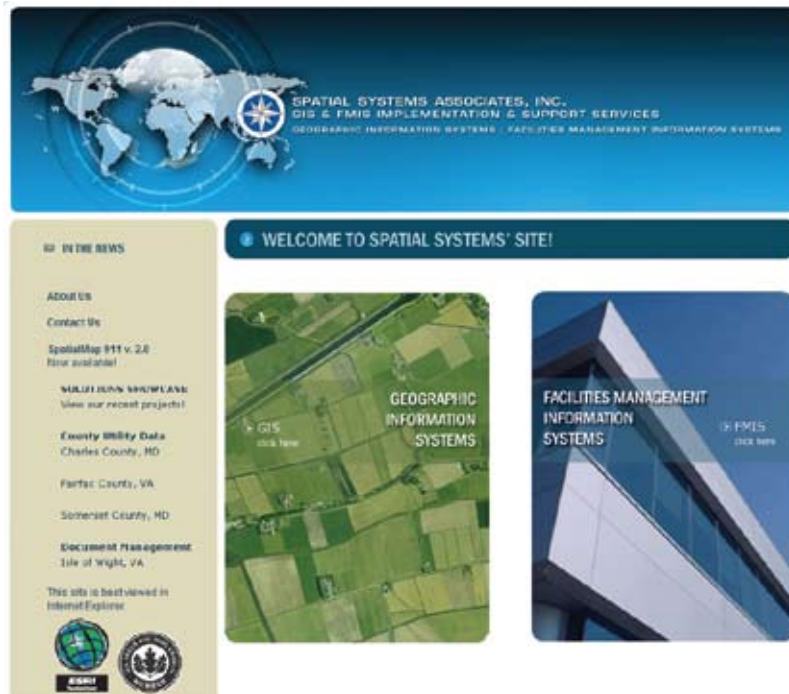 SPATIAL SYSTEMS ASSOCIATES, INC.
GIS & FMIS IMPLEMENTATION & SUPPORT SERVICES
GEOGRAPHIC INFORMATION SYSTEMS : FACILITIES MANAGEMENT INFORMATION SYSTEMS
IN THE NEWS
About Us
Contact Us
SpatialMap 911 v. 2.0
Now available!
SOLUTIONS SHOWCASE
View our recent projects!
County Utility Data
Charles County, MD
Fairfax County, VA
Somerset County, MD
Document Management
Isle of Wight, VA
This site is best viewed in
Internet Explorer
ESRI
WELCOME TO SPATIAL SYSTEMS' SITE!
GEOGRAPHIC
INFORMATION
SYSTEMS
GIS
click here
FACILITIES MANAGEMENT
INFORMATION
SYSTEMS
FMIS
click here